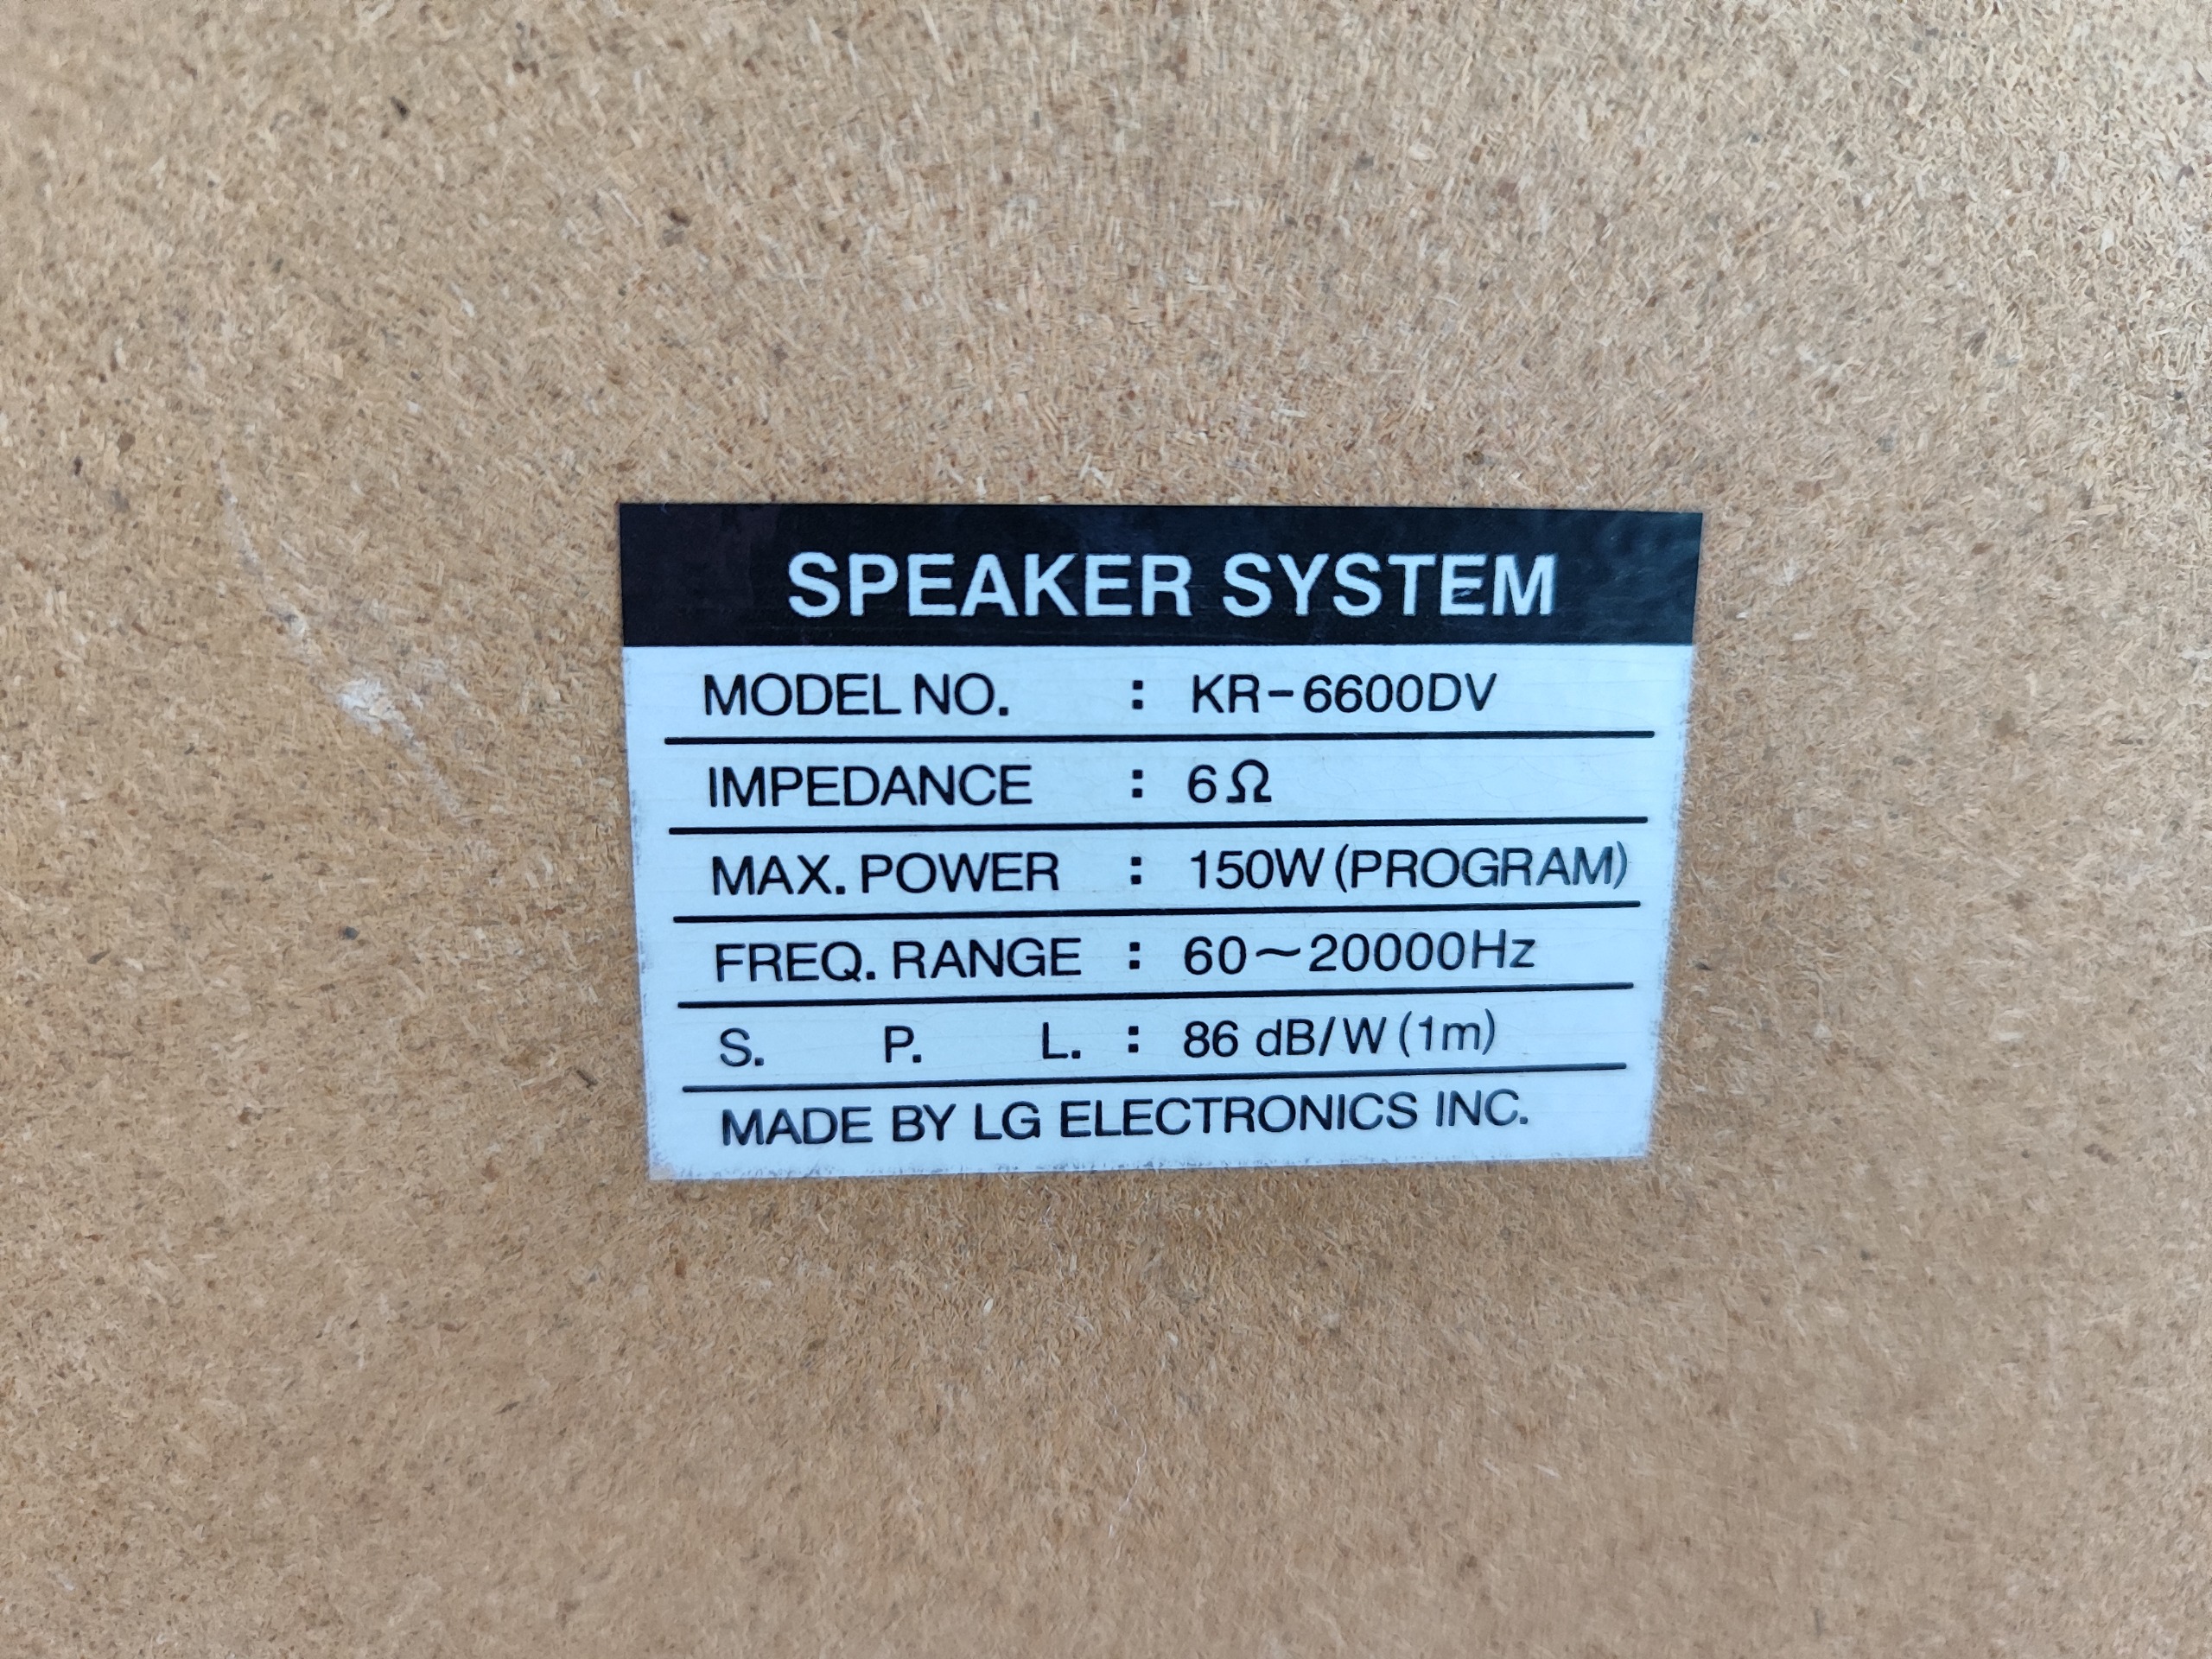 SPEAKER SYSTEM
MODEL NO. : KR-6600DV
IMPEDANCE : 6Ω
MAX. POWER : 150W (PROGRAM)
FREQ. RANGE : 60~20000Hz
S. P. L. : 86 dB/W (1m)
MADE BY LG ELECTRONICS INC.